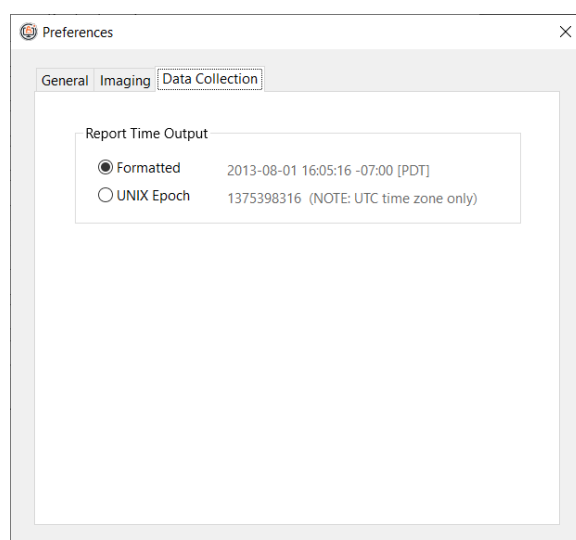 Preferences
General Imaging Data Collection
Report Time Output
Formatted 2013-08-01 16:05:16 -07:00 [PDT]
UNIX Epoch 1375398316 (NOTE: UTC time zone only)